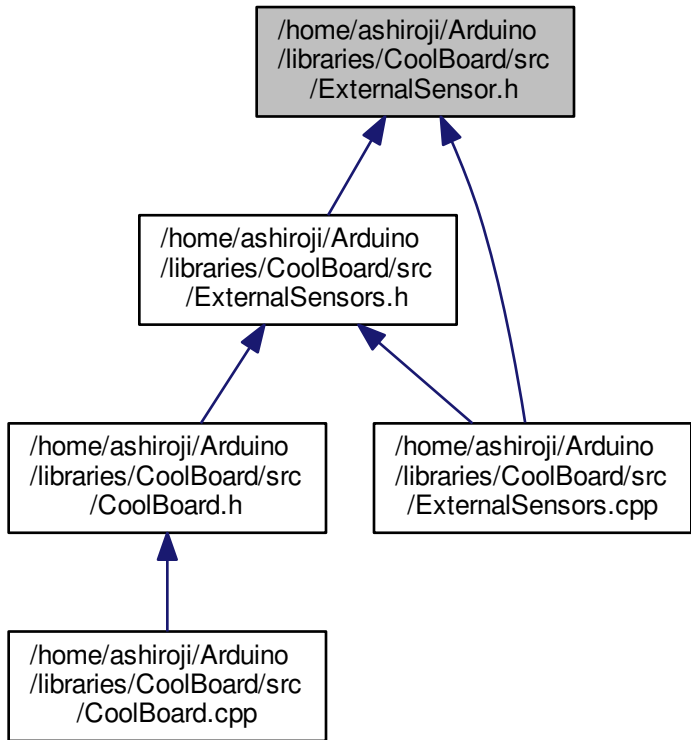 /home/ashiroji/Arduino
/libraries/CoolBoard/src
/ExternalSensor.h
/home/ashiroji/Arduino
/libraries/CoolBoard/src
/ExternalSensors.h
/home/ashiroji/Arduino
/libraries/CoolBoard/src
/CoolBoard.h
/home/ashiroji/Arduino
/libraries/CoolBoard/src
/ExternalSensors.cpp
/home/ashiroji/Arduino
/libraries/CoolBoard/src
/CoolBoard.cpp